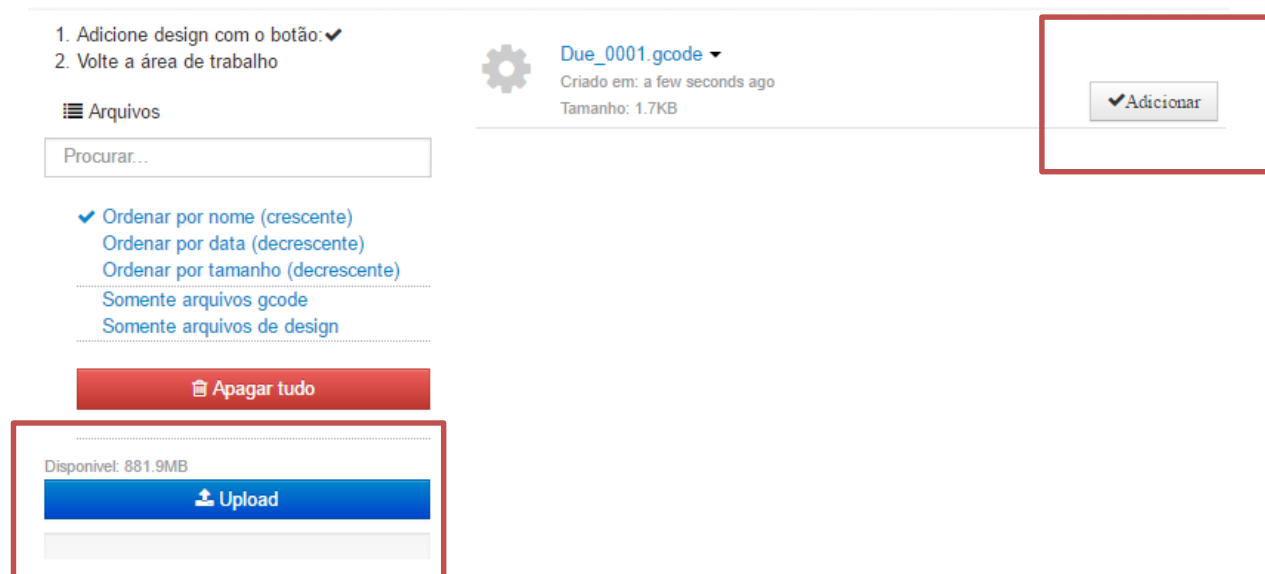 1. Adicione design com o botão:✔
2. Volte a área de trabalho
Arquivos
Procurar...
✔ Ordenar por nome (crescente)
Ordenar por data (decrescente)
Ordenar por tamanho (decrescente)
Somente arquivos gcode
Somente arquivos de design
Apagar tudo
Disponivel: 881.9MB
Upload
Due_0001.gcode
Criado em: a few seconds ago
Tamanho: 1.7KB
✔Adicionar